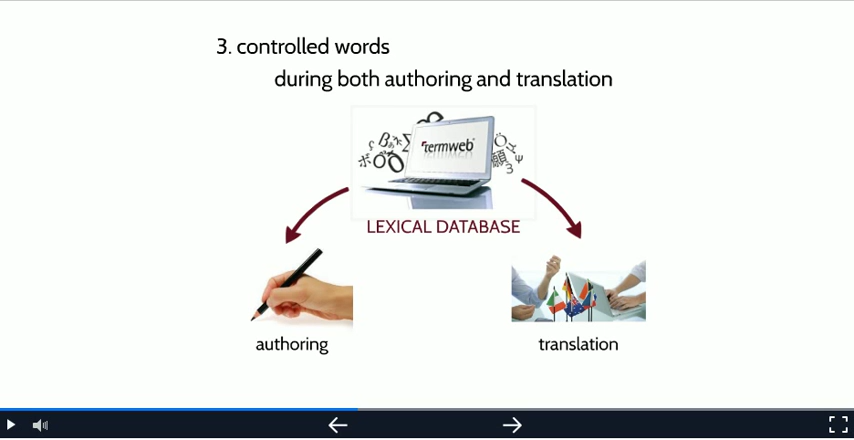 3. controlled words
during both authoring and translation
termweb
LEXICAL DATABASE
authoring
translation